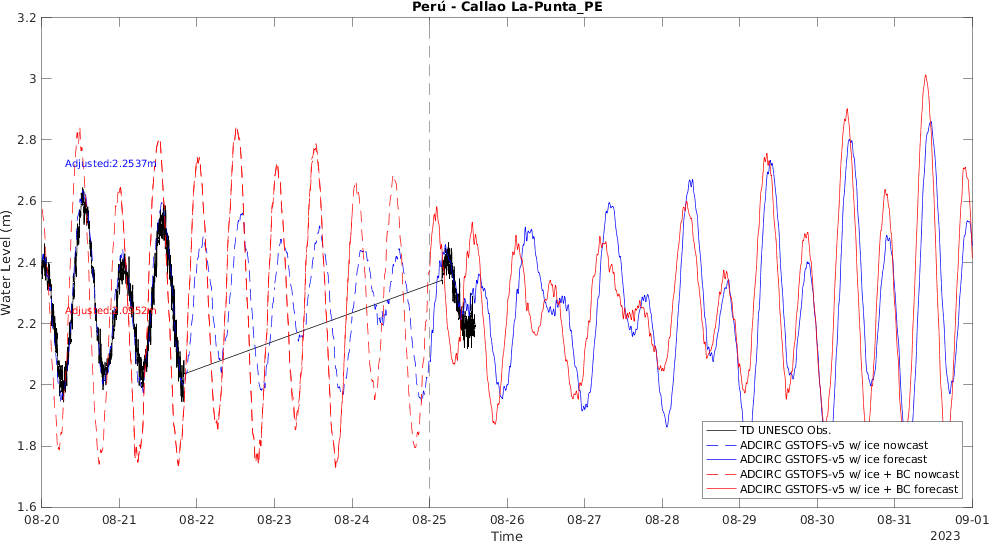 Perú - Callao La-Punta_PE
3.2
3
2.8
2.6
2.4
2.2
2
1.8
1.6
Water Level (m)
Adjusted:2.2537m
TD UNESCO Obs.
ADCIRC GSTOFS-v5 w/ ice nowcast
ADCIRC GSTOFS-v5 w/ ice forecast
ADCIRC GSTOFS-v5 w/ ice + BC nowcast
ADCIRC GSTOFS-v5 w/ ice + BC forecast
08-20 08-21 08-22 08-23 08-24 08-25 08-26 08-27 08-28 08-29 08-30 08-31 09-01
Time
2023